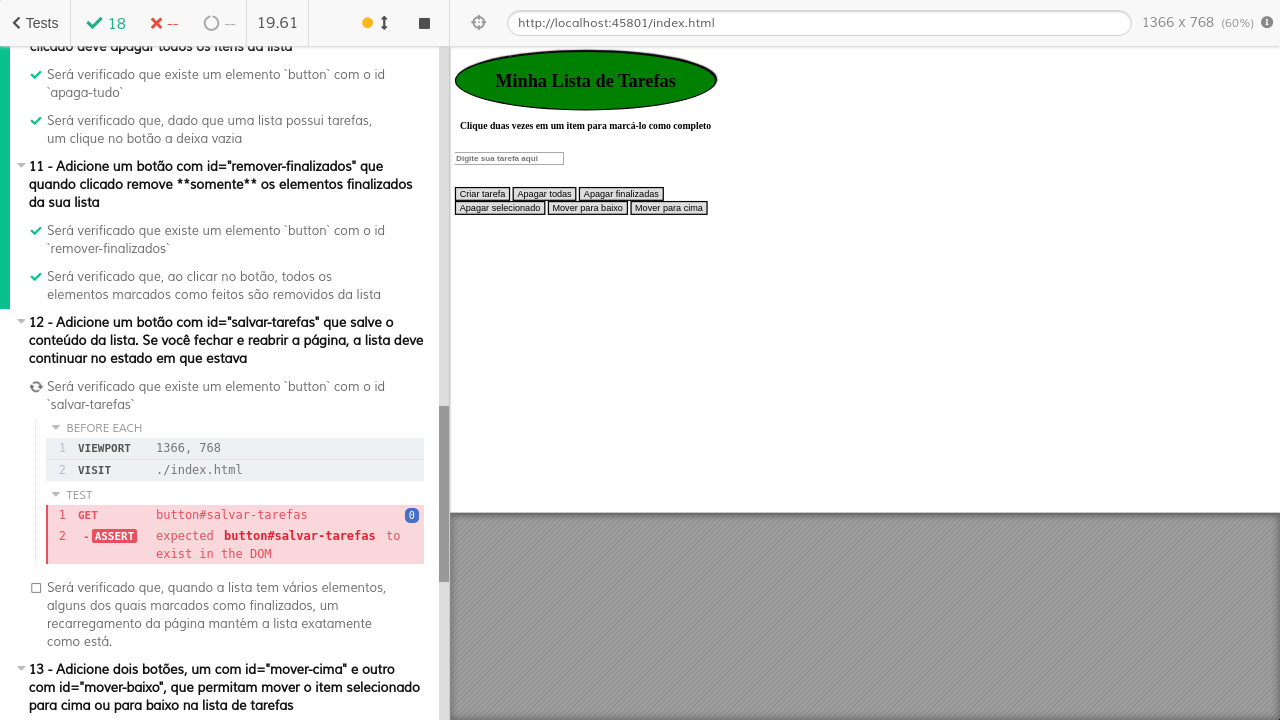 Tests
18
--
--
19.61
clicado deve apagar todos os itens da lista
Será verificado que existe um elemento `button` com o id
`apaga-tudo`
Será verificado que, dado que uma lista possui tarefas,
um clique no botão a deixa vazia
11 - Adicione um botão com id="remover-finalizados" que
quando clicado remove **somente** os elementos finalizados
da sua lista
Será verificado que existe um elemento `button` com o id
`remover-finalizados`
Será verificado que, ao clicar no botão, todos os
elementos marcados como feitos são removidos da lista
12 - Adicione um botão com id="salvar-tarefas" que salve o
conteúdo da lista. Se você fechar e reabrir a página, a lista deve
continuar no estado em que estava
Será verificado que existe um elemento `button` com o id
`salvar-tarefas`
BEFORE EACH
1 VIEWPORT 1366, 768
2 VISIT ./index.html
TEST
1 GET button#salvar-tarefas 0
2 -ASSERT expected button#salvar-tarefas to
exist in the DOM
Será verificado que, quando a lista tem vários elementos,
alguns dos quais marcados como finalizados, um
recarregamento da página mantém a lista exatamente
como está.
13 - Adicione dois botões, um com id="mover-cima" e outro
com id="mover-baixo", que permitam mover o item selecionado
para cima ou para baixo na lista de tarefas
http://localhost:45801/index.html
1366 x 768 (60%)
Minha Lista de Tarefas
Clique duas vezes em um item para marcá-lo como completo
Digite sua tarefa aqui
Criar tarefa Apagar todas Apagar finalizadas
Apagar selecionado Mover para baixo Mover para cima